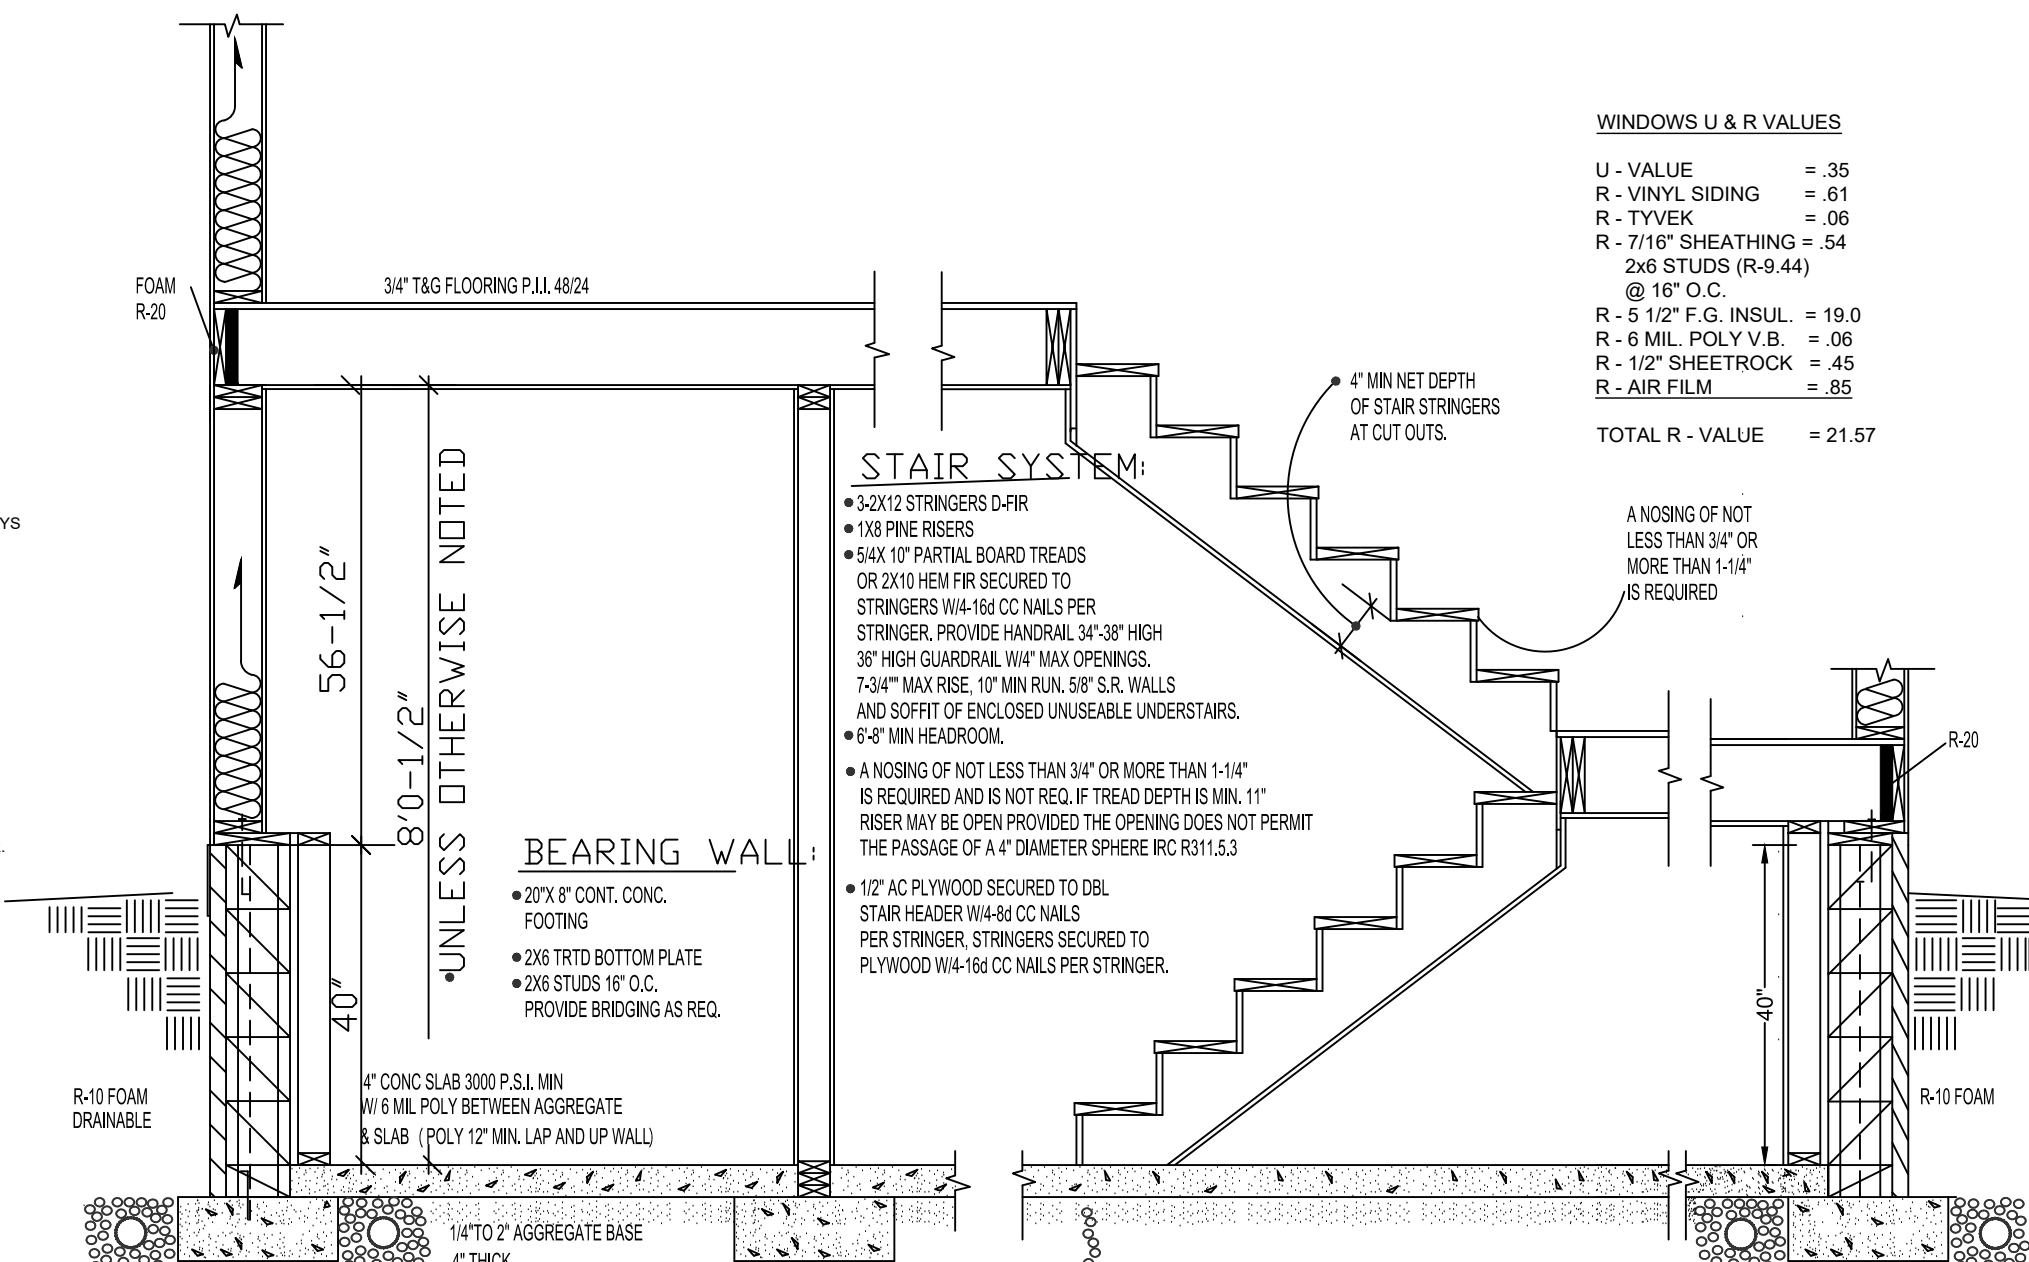 WINDOWS U & R VALUES
U - VALUE = .35
R - VINYL SIDING = .61
R - TYVEK = .06
R - 7/16" SHEATHING = .54
2x6 STUDS (R-9.44)
@ 16" O.C.
R - 5 1/2" F.G. INSUL. = 19.0
R - 6 MIL. POLY V.B. = .06
R - 1/2" SHEETROCK = .45
R - AIR FILM = .85
TOTAL R - VALUE = 21.57
FOAM
R-20
3/4" T&G FLOORING P.I.I. 48/24
4" MIN NET DEPTH
OF STAIR STRINGERS
AT CUT OUTS.
A NOSING OF NOT
LESS THAN 3/4" OR
MORE THAN 1-1/4"
IS REQUIRED
YS
56-1/2"
8'0-1/2"
•UNLESS OTHERWISE NOTED
40"
STAIR SYSTEM:
• 3-2X12 STRINGERS D-FIR
• 1X8 PINE RISERS
• 5/4X 10" PARTIAL BOARD TREADS
OR 2X10 HEM FIR SECURED TO
STRINGERS W/4-16d CC NAILS PER
STRINGER. PROVIDE HANDRAIL 34"-38" HIGH
36" HIGH GUARDRAIL W/4" MAX OPENINGS.
7-3/4"" MAX RISE, 10" MIN RUN. 5/8" S.R. WALLS
AND SOFFIT OF ENCLOSED UNUSEABLE UNDERSTAIRS.
• 6'-8" MIN HEADROOM.
• A NOSING OF NOT LESS THAN 3/4" OR MORE THAN 1-1/4"
IS REQUIRED AND IS NOT REQ. IF TREAD DEPTH IS MIN. 11"
RISER MAY BE OPEN PROVIDED THE OPENING DOES NOT PERMIT
THE PASSAGE OF A 4" DIAMETER SPHERE IRC R311.5.3
• 1/2" AC PLYWOOD SECURED TO DBL
STAIR HEADER W/4-8d CC NAILS
PER STRINGER, STRINGERS SECURED TO
PLYWOOD W/4-16d CC NAILS PER STRINGER.
BEARING WALL:
• 20"X 8" CONT. CONC.
FOOTING
• 2X6 TRTD BOTTOM PLATE
• 2X6 STUDS 16" O.C.
PROVIDE BRIDGING AS REQ.
R-20
40"
R-10 FOAM
DRAINABLE
4" CONC SLAB 3000 P.S.I. MIN
W/ 6 MIL POLY BETWEEN AGGREGATE
& SLAB ( POLY 12" MIN. LAP AND UP WALL)
R-10 FOAM
1/4"TO 2" AGGREGATE BASE
4" THICK